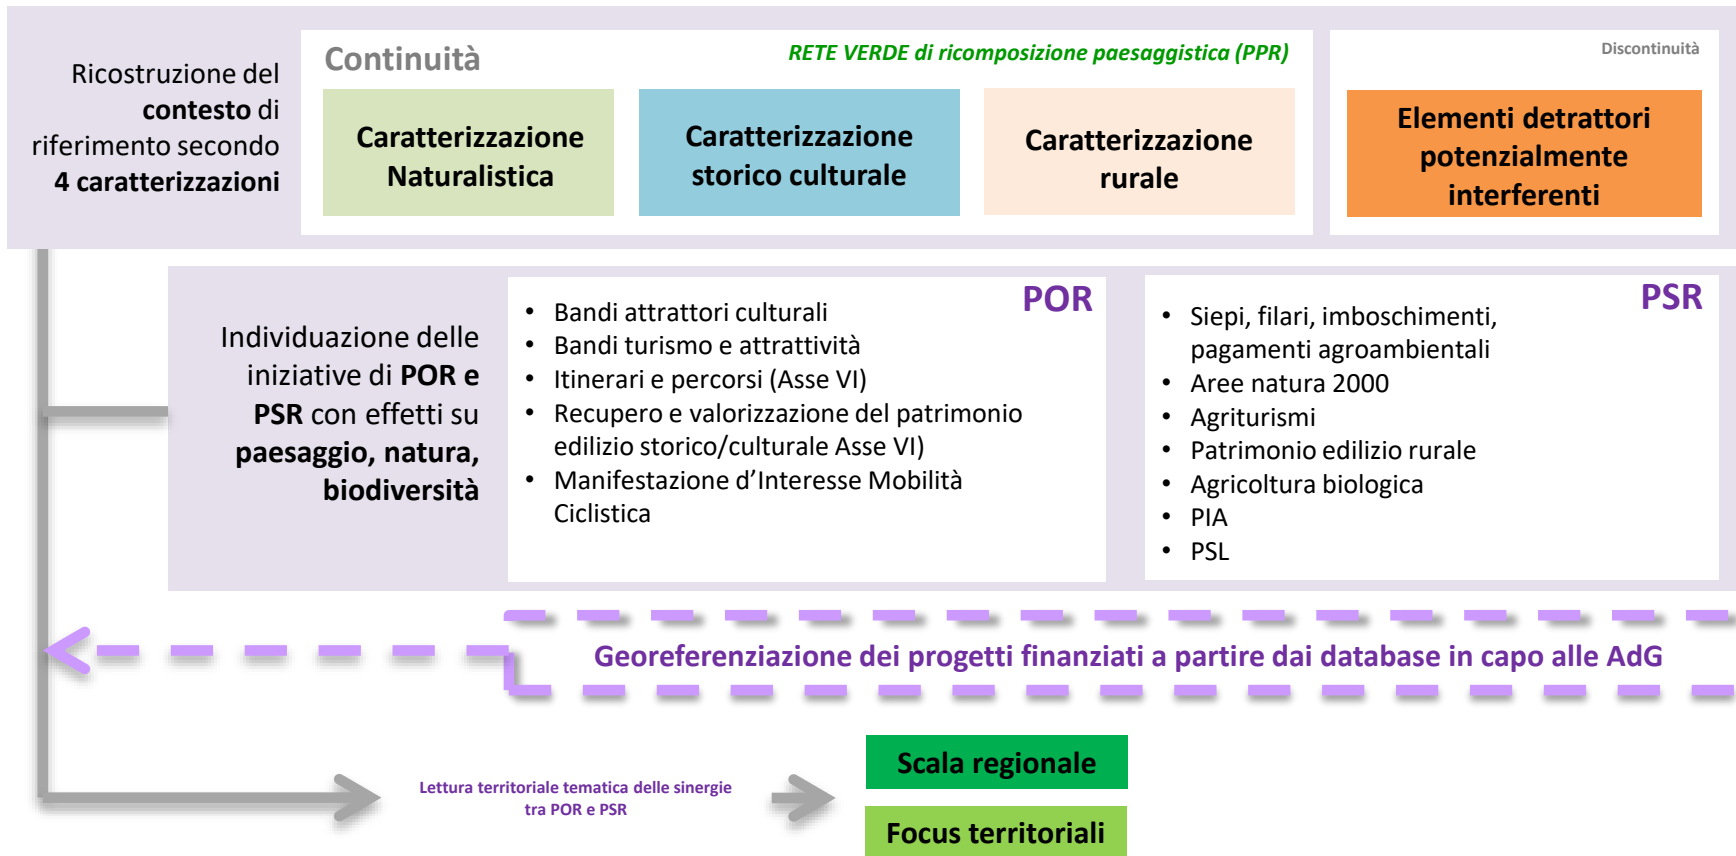 Ricostruzione del
contesto di
riferimento secondo
4 caratterizzazioni
Continuità
RETE VERDE di ricomposizione paesaggistica (PPR)
Caratterizzazione
Naturalistica
Caratterizzazione
storico culturale
Caratterizzazione
rurale
Discontinuità
Elementi detrattori
potenzialmente
interferenti
Individuazione delle
iniziative di POR e
PSR con effetti su
paesaggio, natura,
biodiversità
POR
• Bandi attrattori culturali
• Bandi turismo e attrattività
• Itinerari e percorsi (Asse VI)
• Recupero e valorizzazione del patrimonio
edilizio storico/culturale Asse VI)
• Manifestazione d'Interesse Mobilità
Ciclistica
PSR
• Siepi, filari, imboschimenti,
pagamenti agroambientali
• Aree natura 2000
• Agriturismi
• Patrimonio edilizio rurale
• Agricoltura biologica
• PIA
• PSL
Georeferenziazione dei progetti finanziati a partire dai database in capo alle AdG
Lettura territoriale tematica delle sinergie
tra POR e PSR
Scala regionale
Focus territoriali